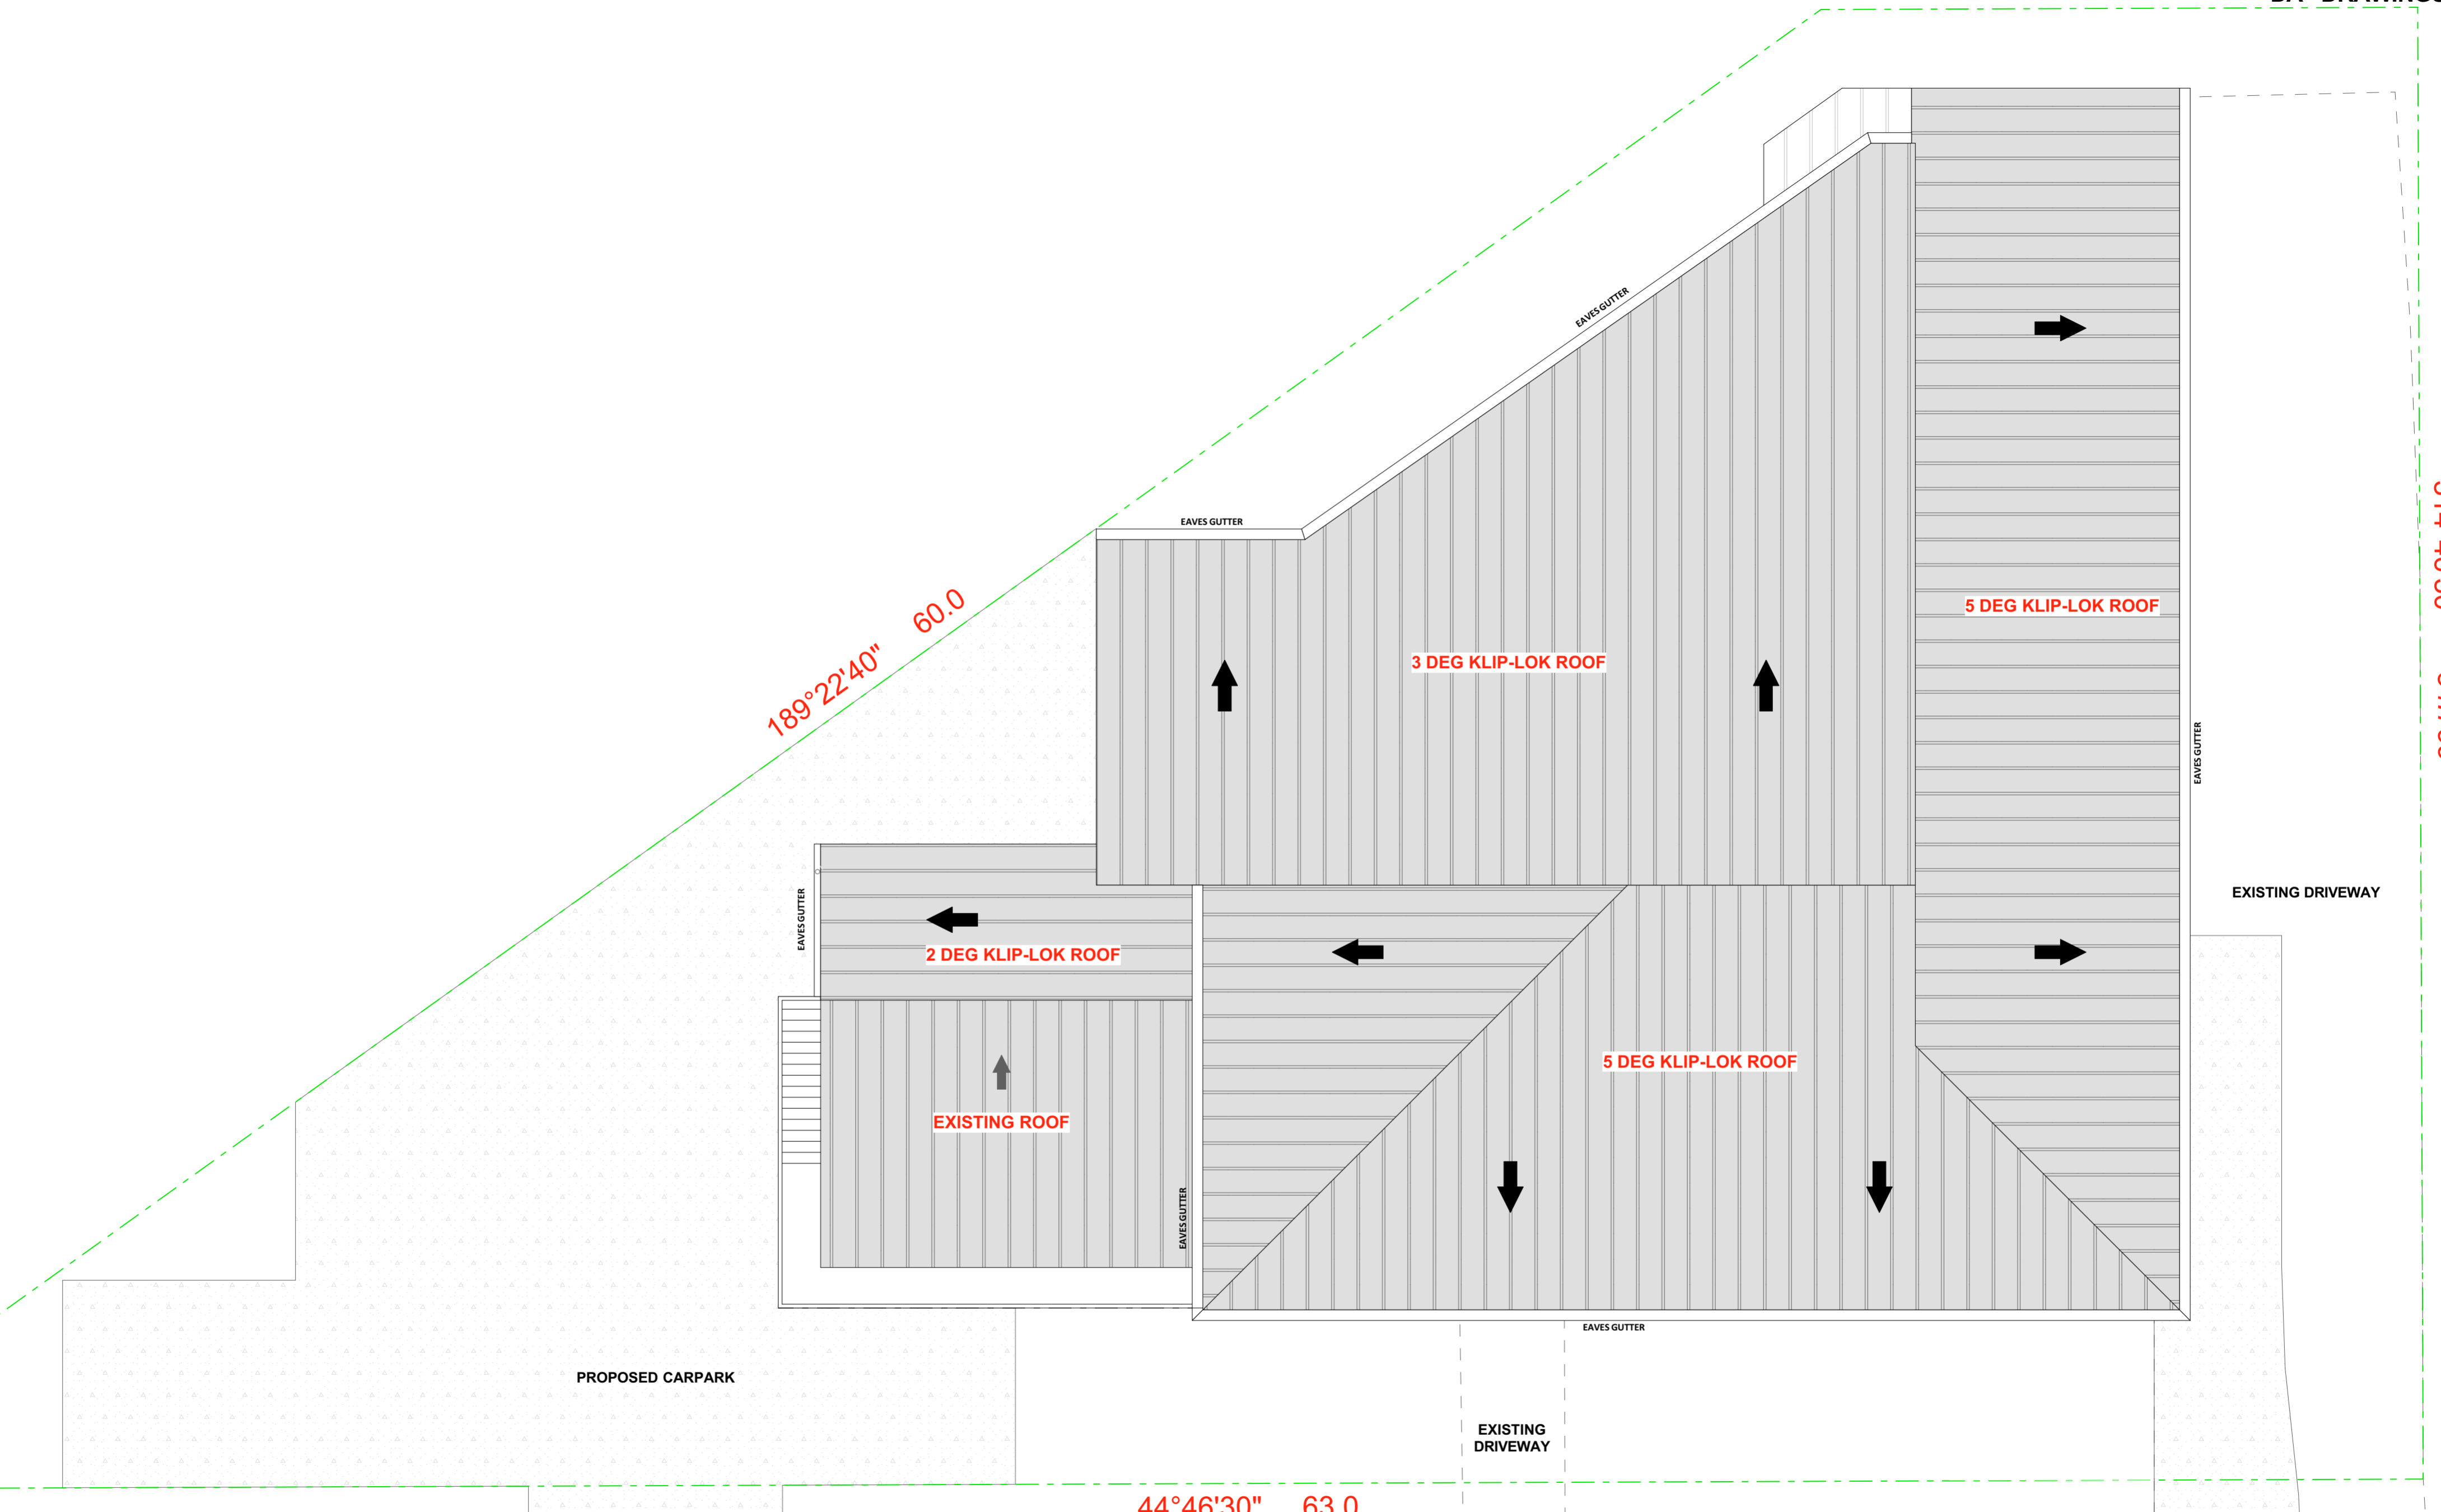 EAVES GUTTER
EAVES GUTTER
189°22'40" 60.0
5 DEG KLIP-LOK ROOF
3 DEG KLIP-LOK ROOF
EAVES GUTTER
EAVES GUTTER
EXISTING DRIVEWAY
2 DEG KLIP-LOK ROOF
5 DEG KLIP-LOK ROOF
EXISTING ROOF
EAVES GUTTER
EAVES GUTTER
PROPOSED CARPARK
EXISTING
DRIVEWAY
44°46'30" 63.0